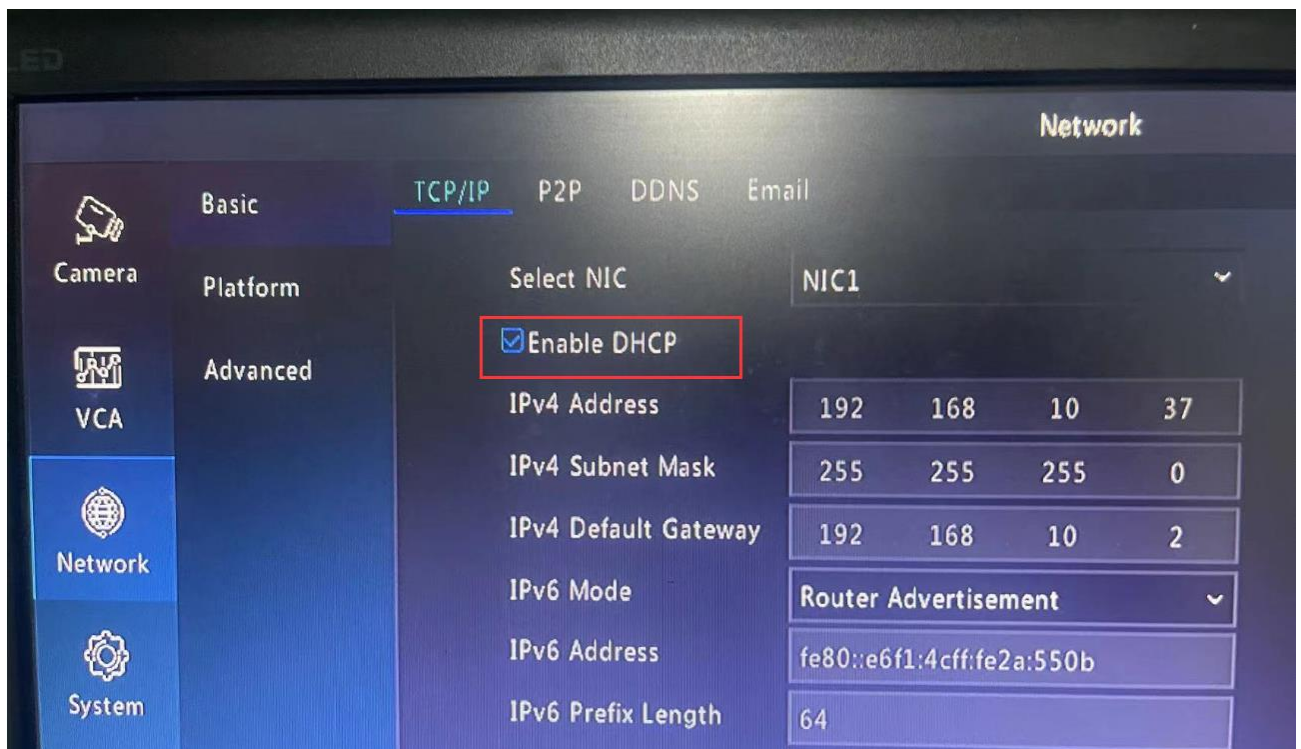 LED
Network
Camera
VCA
Network
System
Basic
Platform
Advanced
TCP/IP P2P DDNS Email
Select NIC NIC1
Enable DHCP
IPv4 Address 192 168 10 37
IPv4 Subnet Mask 255 255 255 0
IPv4 Default Gateway 192 168 10 2
IPv6 Mode Router Advertisement
IPv6 Address fe80::e6f1:4cff:fe2a:550b
IPv6 Prefix Length 64